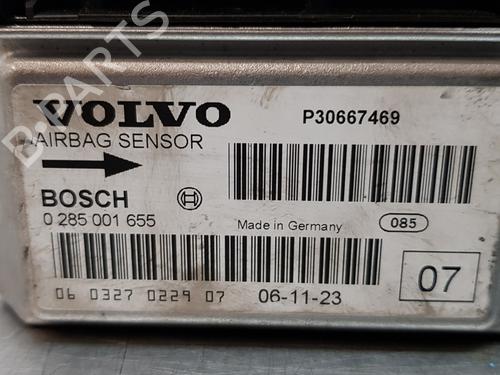 B-PARTS
VOLVO P30667469
AIRBAG SENSOR
BOSCH
0 285 001 655 Made in Germany 085
06 0327 0229 07 06-11-23 07